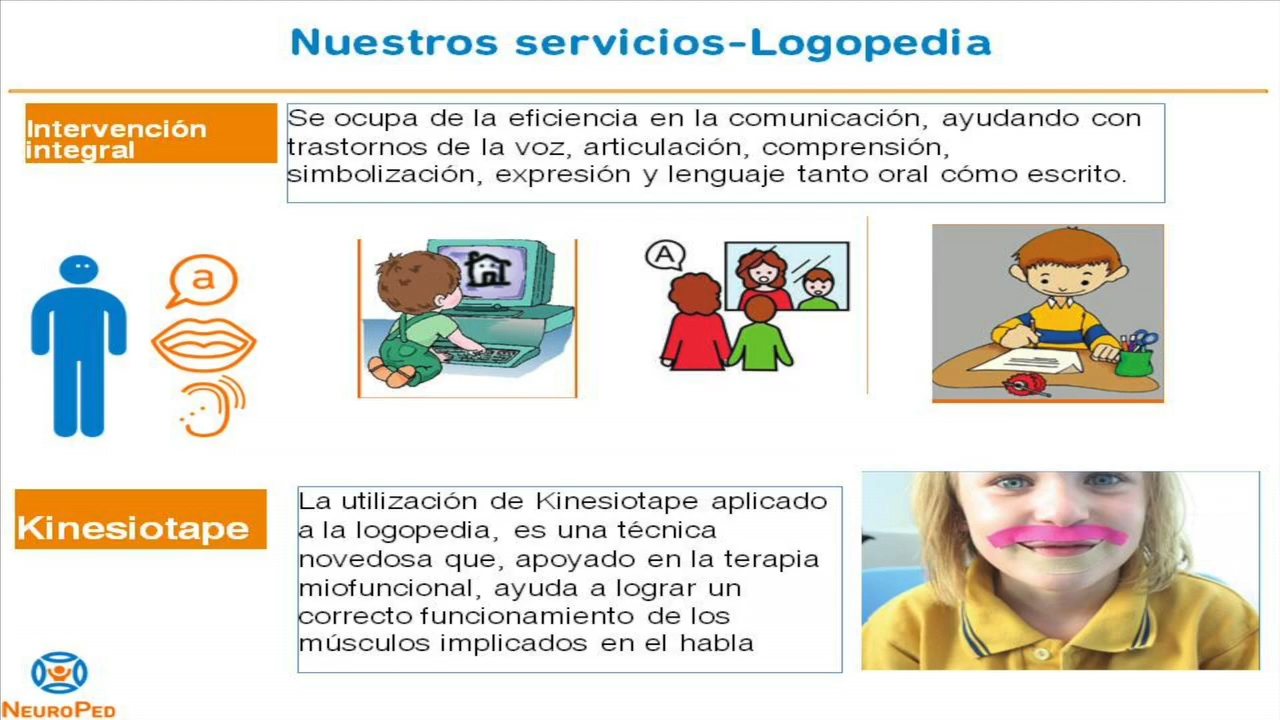 Nuestros servicios-Logopedia
Intervención
integral
Se ocupa de la eficiencia en la comunicación, ayudando con
trastornos de la voz, articulación, comprensión,
simbolización, expresión y lenguaje tanto oral cómo escrito.
a
A
Kinesiotape
La utilización de Kinesiotape aplicado
a la logopedia, es una técnica
novedosa que, apoyado en la terapia
miofuncional, ayuda a lograr un
correcto funcionamiento de los
músculos implicados en el habla
NEUROPED